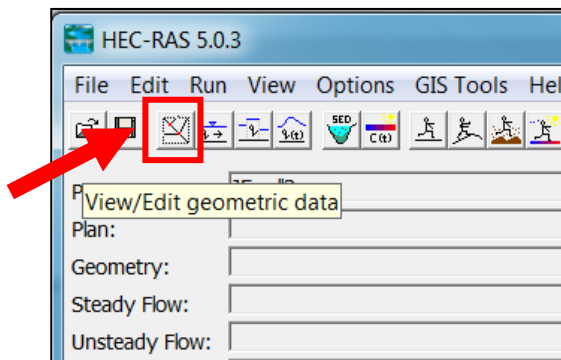 HEC-RAS 5.0.3
File Edit Run View Options GIS Tools Hel
SED
C(t)
P
View/Edit geometric data
Plan:
Geometry:
Steady Flow:
Unsteady Flow: